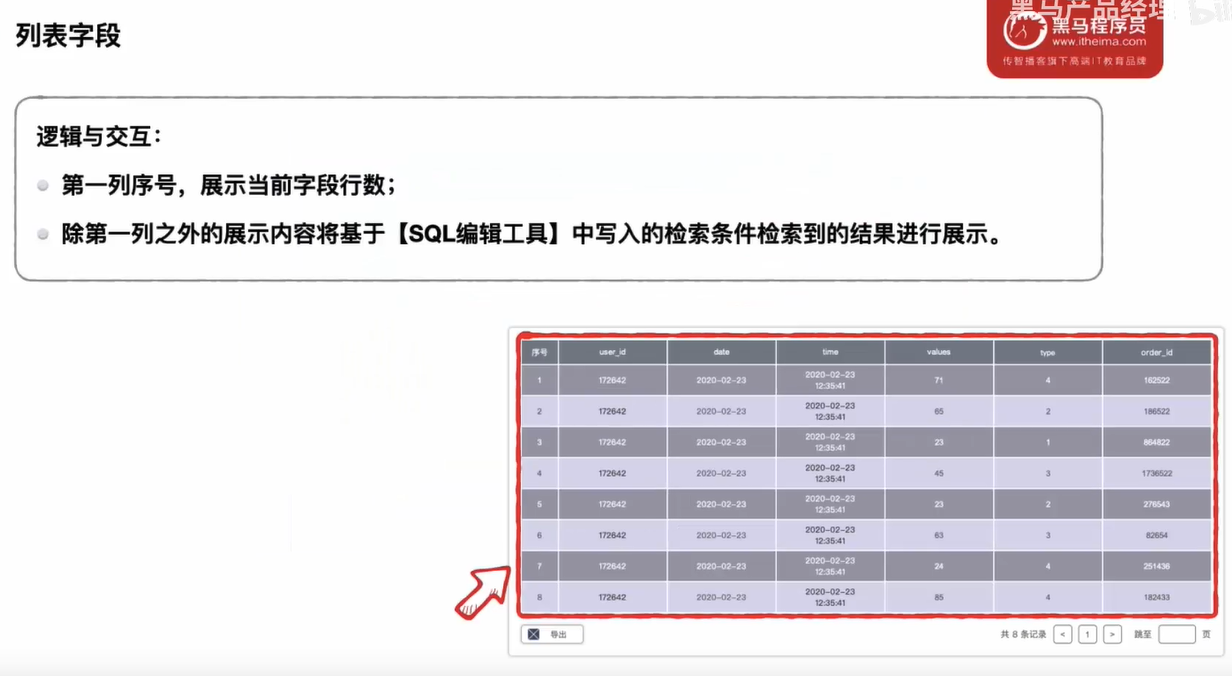 列表字段
黑马产品经理
黑马程序员
www.itheima.com
传智播客旗下高端IT教育品牌
逻辑与交互：
第一列序号，展示当前字段行数；
除第一列之外的展示内容将基于【SQL编辑工具】中写入的检索条件检索到的结果进行展示。
序号 user_id date time values type order_id
1 172642 2020-02-23 2020-02-23 12:35:41 71 4 162522
2 172642 2020-02-23 2020-02-23 12:35:41 65 2 186522
3 172642 2020-02-23 2020-02-23 12:35:41 23 1 864822
4 172642 2020-02-23 2020-02-23 12:35:41 45 3 1736522
5 172642 2020-02-23 2020-02-23 12:35:41 23 2 276543
6 172642 2020-02-23 2020-02-23 12:35:41 63 3 82654
7 172642 2020-02-23 2020-02-23 12:35:41 24 4 251436
8 172642 2020-02-23 2020-02-23 12:35:41 85 4 182433
导出
共 8 条记录 < 1 > 跳至 页